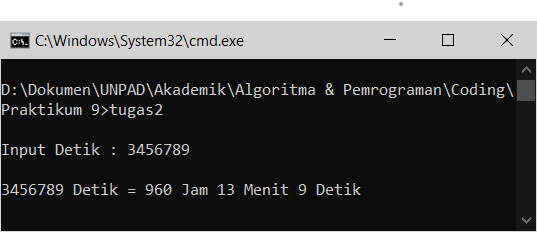 C:\Windows\System32\cmd.exe
D:\Dokumen\UNPAD\Akademik\Algoritma & Pemrograman\Coding\
Praktikum 9>tugas2
Input Detik : 3456789
3456789 Detik = 960 Jam 13 Menit 9 Detik